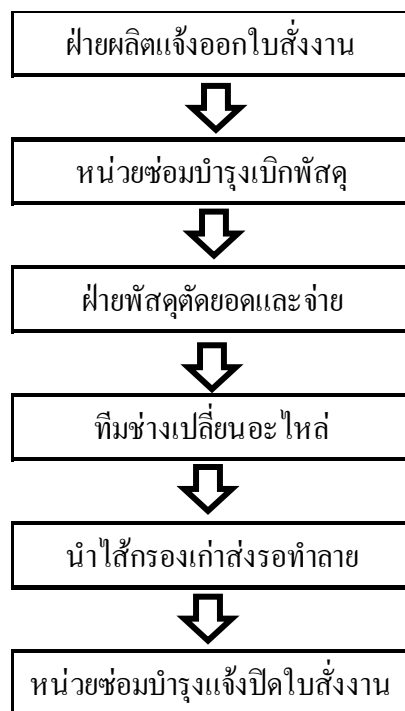 ฝ่ายผลิตแจ้งออกใบสั่งงาน
หน่วยซ่อมบำรุงเบิกพัสดุ
ฝ่ายพัสดุตัดยอดและจ่าย
ทีมช่างเปลี่ยนอะไหล่
นำไส้กรองเก่าส่งรอทำลาย
หน่วยซ่อมบำรุงแจ้งปิดใบสั่งงาน